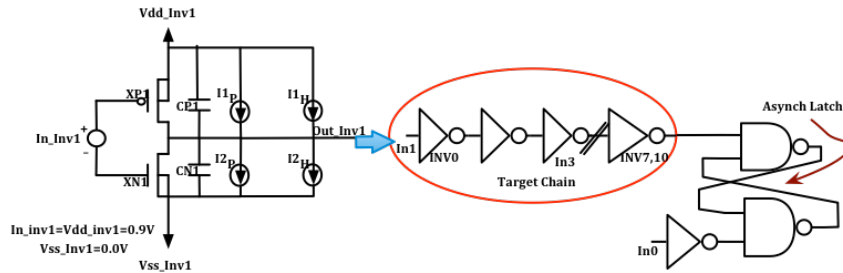 Vdd_Inv1
XP1
CP1
I1P
I1H
In_Inv1
+
-
Out_Inv1
XN1
CN1
I2P
I2H
In_inv1=Vdd_inv1=0.9V
Vss_Inv1=0.0V
Vss_Inv1
In1
INV0
In3
INV7,10
Target Chain
Asynch Latch
In0